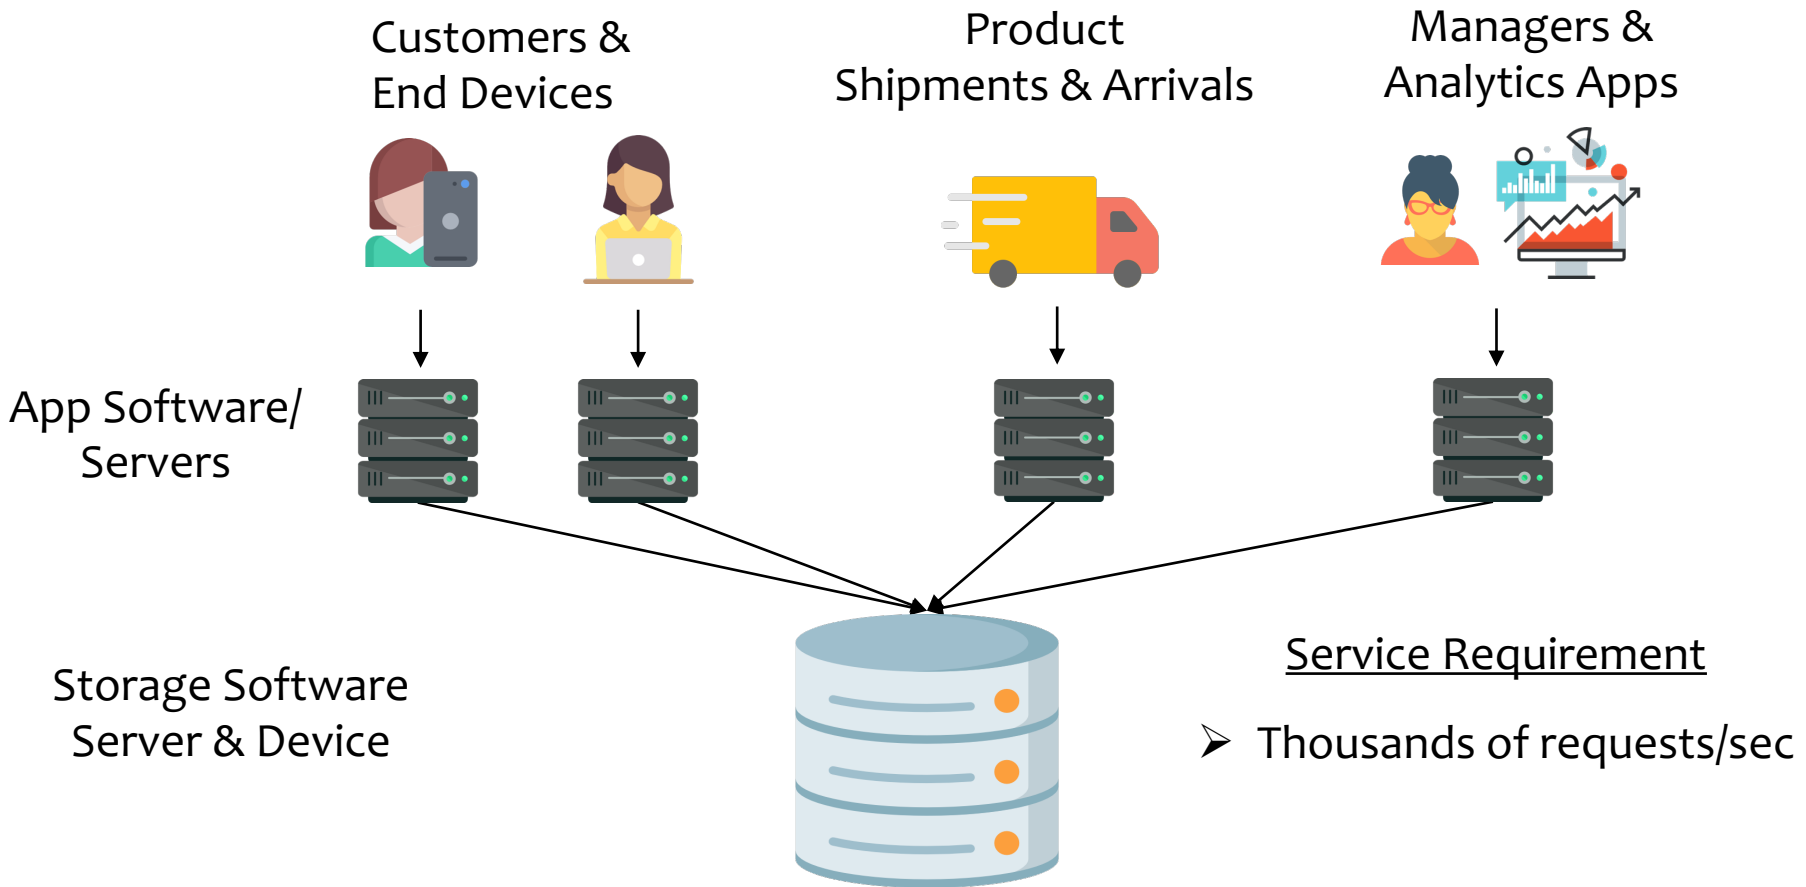 Customers &
End Devices
Product
Shipments & Arrivals
Managers &
Analytics Apps
App Software/
Servers
Storage Software
Server & Device
Service Requirement
➢ Thousands of requests/sec